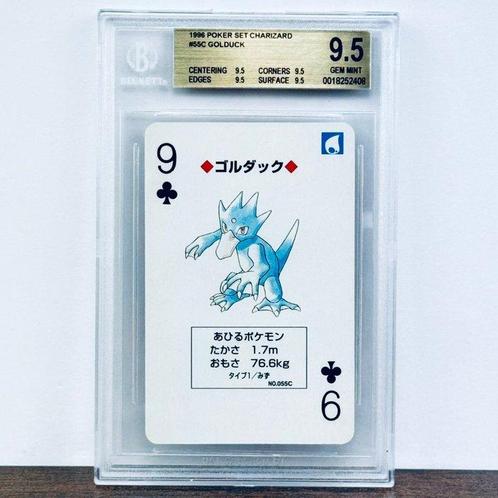 1996 POKER SET CHARIZARD
#55C GOLDUCK
CENTERING 9.5 CORNERS 9.5
EDGES 9.5 SURFACE 9.5
9.5
GEM MINT
0018252408
B
BECKETT
9
◆ゴルダック◆
あひるポケモン
たかさ 1.7m
おもさ 76.6kg
タイプ1/みず
NO.055C
9